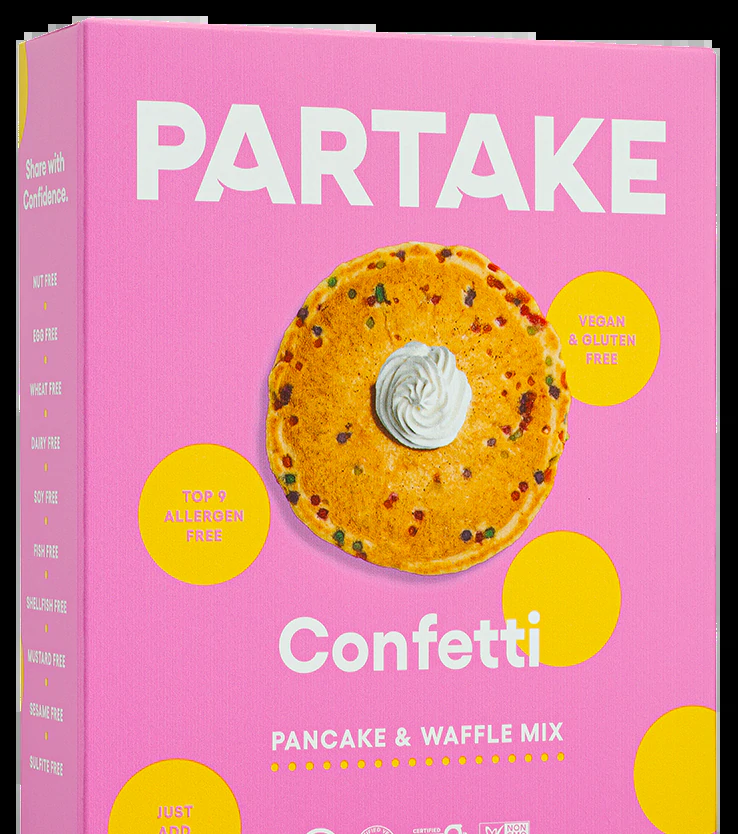 PARTAKE
Share with
Confidence.
NUT FREE
EGG FREE
WHEAT FREE
DAIRY FREE
SOY FREE
FISH FREE
SHELLFISH FREE
MUSTARD FREE
SESAME FREE
SULFITE FREE
VEGAN
& GLUTEN
FREE
TOP 9
ALLERGEN
FREE
Confetti
PANCAKE & WAFFLE MIX
JUST
ADD
CERTIFIED
NON